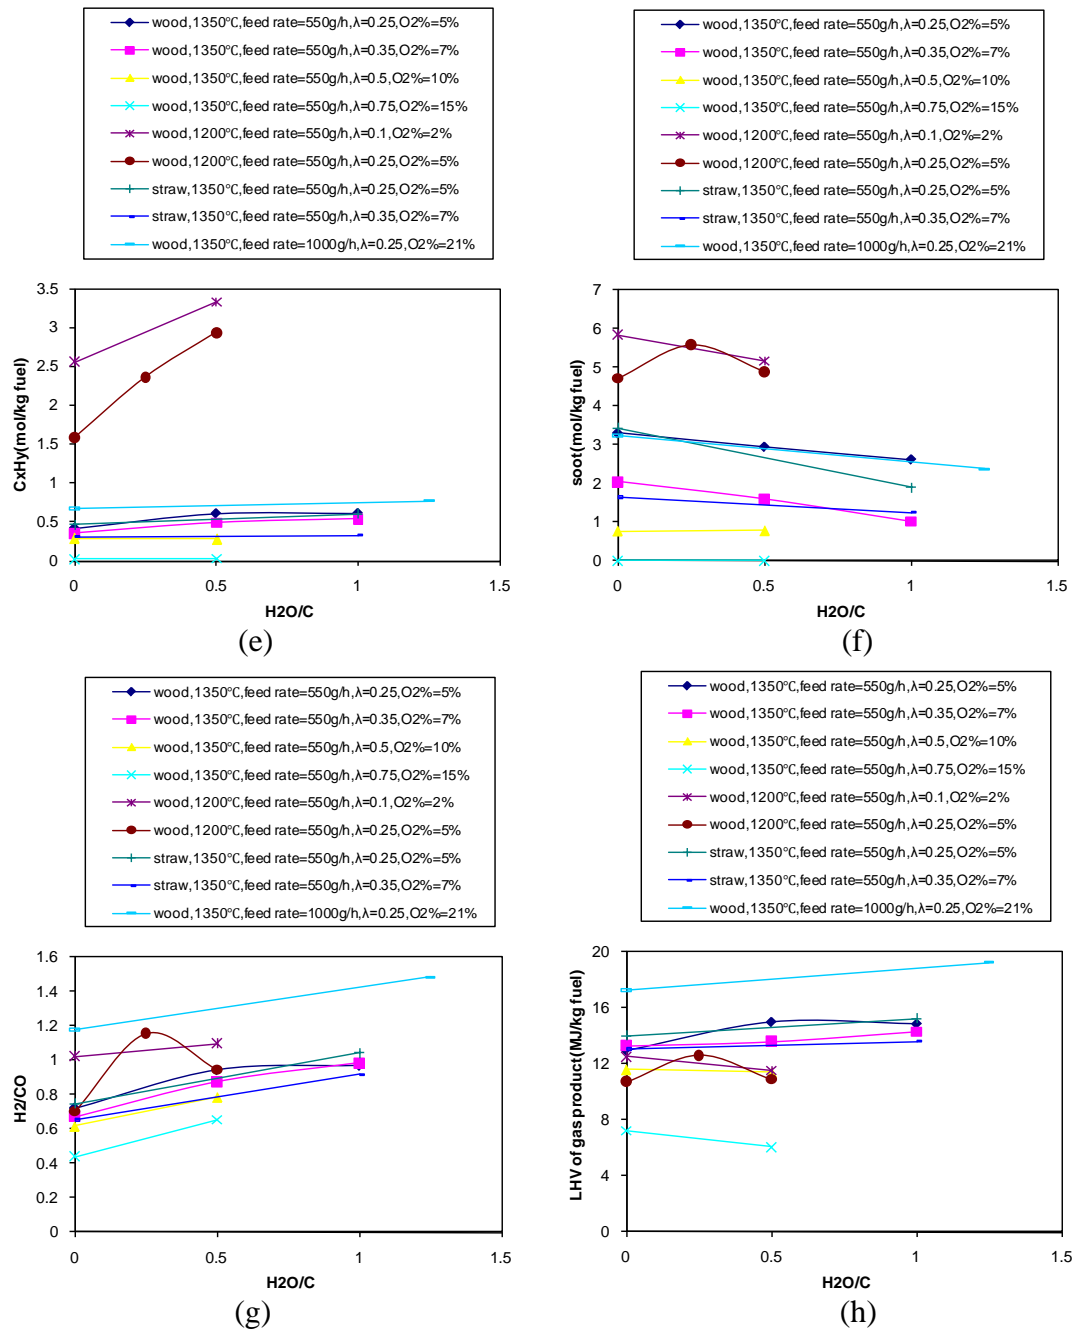 wood,1350℃,feed rate=550g/h,λ=0.25,O2%=5%
wood,1350℃,feed rate=550g/h,λ=0.35,O2%=7%
wood,1350℃,feed rate=550g/h,λ=0.5,O2%=10%
wood,1350℃,feed rate=550g/h,λ=0.75,O2%=15%
wood,1200℃,feed rate=550g/h,λ=0.1,O2%=2%
wood,1200℃,feed rate=550g/h,λ=0.25,O2%=5%
straw,1350℃,feed rate=550g/h,λ=0.25,O2%=5%
straw,1350℃,feed rate=550g/h,λ=0.35,O2%=7%
wood,1350℃,feed rate=1000g/h,λ=0.25,O2%=21%
3.5
3
2.5
2
1.5
1
0.5
0
CxHy(mol/kg fuel)
0
0.5
1
1.5
H2O/C
(e)
wood,1350℃,feed rate=550g/h,λ=0.25,O2%=5%
wood,1350℃,feed rate=550g/h,λ=0.35,O2%=7%
wood,1350℃,feed rate=550g/h,λ=0.5,O2%=10%
wood,1350℃,feed rate=550g/h,λ=0.75,O2%=15%
wood,1200℃,feed rate=550g/h,λ=0.1,O2%=2%
wood,1200℃,feed rate=550g/h,λ=0.25,O2%=5%
straw,1350℃,feed rate=550g/h,λ=0.25,O2%=5%
straw,1350℃,feed rate=550g/h,λ=0.35,O2%=7%
wood,1350℃,feed rate=1000g/h,λ=0.25,O2%=21%
7
6
5
4
3
2
1
0
soot(mol/kg fuel)
0
0.5
1
1.5
H2O/C
(f)
wood,1350℃,feed rate=550g/h,λ=0.25,O2%=5%
wood,1350℃,feed rate=550g/h,λ=0.35,O2%=7%
wood,1350℃,feed rate=550g/h,λ=0.5,O2%=10%
wood,1350℃,feed rate=550g/h,λ=0.75,O2%=15%
wood,1200℃,feed rate=550g/h,λ=0.1,O2%=2%
wood,1200℃,feed rate=550g/h,λ=0.25,O2%=5%
straw,1350℃,feed rate=550g/h,λ=0.25,O2%=5%
straw,1350℃,feed rate=550g/h,λ=0.35,O2%=7%
wood,1350℃,feed rate=1000g/h,λ=0.25,O2%=21%
1.6
1.4
1.2
1
0.8
0.6
0.4
0.2
0
H2/CO
0
0.5
1
1.5
H2O/C
(g)
wood,1350℃,feed rate=550g/h,λ=0.25,O2%=5%
wood,1350℃,feed rate=550g/h,λ=0.35,O2%=7%
wood,1350℃,feed rate=550g/h,λ=0.5,O2%=10%
wood,1350℃,feed rate=550g/h,λ=0.75,O2%=15%
wood,1200℃,feed rate=550g/h,λ=0.1,O2%=2%
wood,1200℃,feed rate=550g/h,λ=0.25,O2%=5%
straw,1350℃,feed rate=550g/h,λ=0.25,O2%=5%
straw,1350℃,feed rate=550g/h,λ=0.35,O2%=7%
wood,1350℃,feed rate=1000g/h,λ=0.25,O2%=21%
20
16
12
8
4
0
LHV of gas product(MJ/kg fuel)
0
0.5
1
1.5
H2O/C
(h)